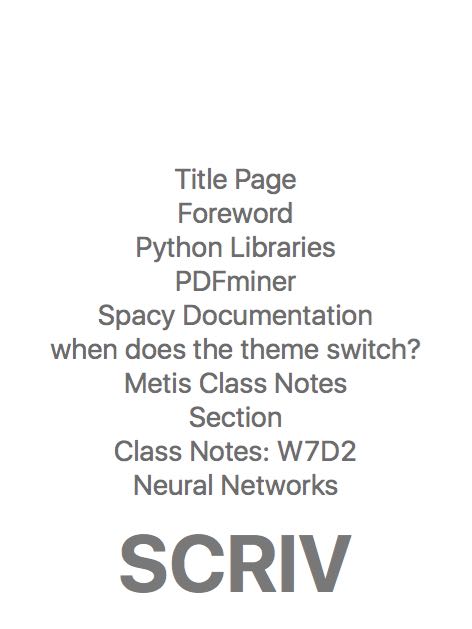 Title Page
Foreword
Python Libraries
PDFminer
Spacy Documentation
when does the theme switch?
Metis Class Notes
Section
Class Notes: W7D2
Neural Networks
SCRIV